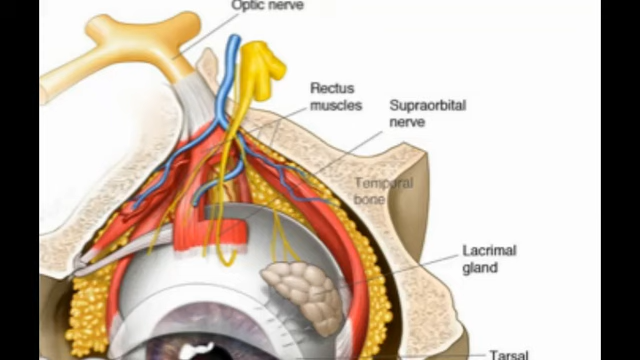 Optic nerve
Rectus
muscles
Supraorbital
nerve
Temporal
bone
Lacrimal
gland
Tarsal